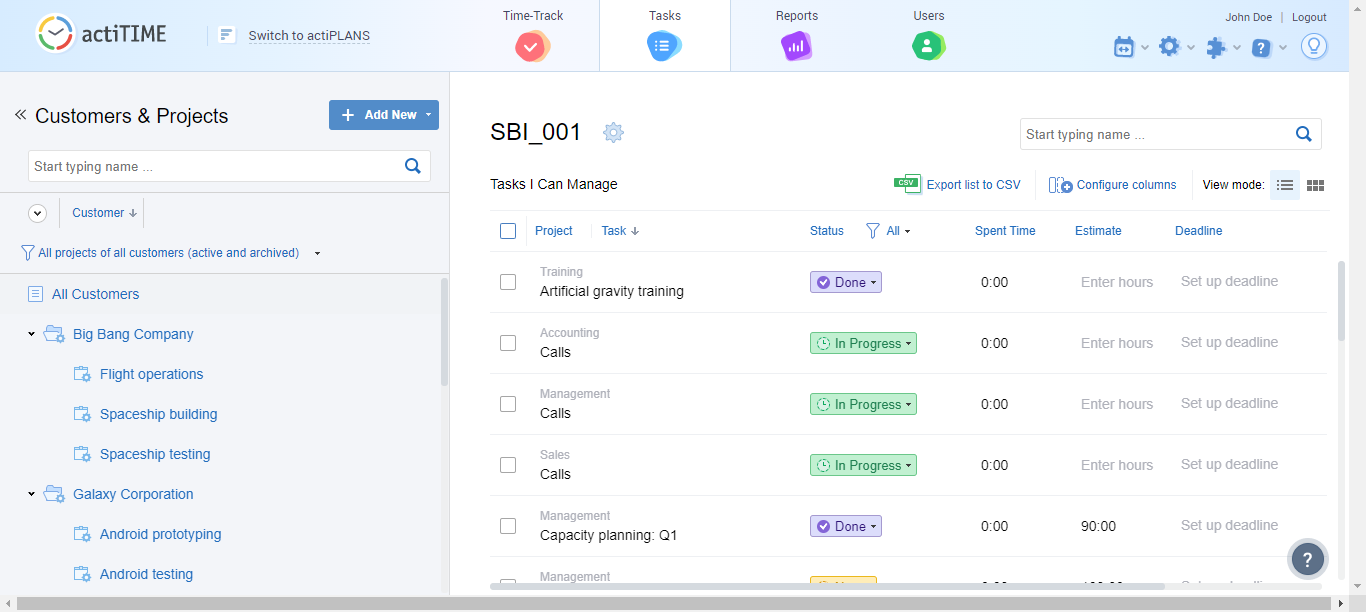 actiTIME
Switch to actiPLANS
Time-Track
Tasks
Reports
Users
John Doe | Logout
Customers & Projects
+ Add New
Start typing name ...
Customer ↓
All projects of all customers (active and archived)
All Customers
Big Bang Company
Flight operations
Spaceship building
Spaceship testing
Galaxy Corporation
Android prototyping
Android testing
SBI_001
Start typing name ...
Tasks I Can Manage
CSV Export list to CSV
Configure columns
View mode:
Project Task ↓ Status All Spent Time Estimate Deadline
Training
Artificial gravity training Done 0:00 Enter hours Set up deadline
Accounting
Calls In Progress 0:00 Enter hours Set up deadline
Management
Calls In Progress 0:00 Enter hours Set up deadline
Sales
Calls In Progress 0:00 Enter hours Set up deadline
Management
Capacity planning: Q1 Done 0:00 90:00 Set up deadline
Management
?